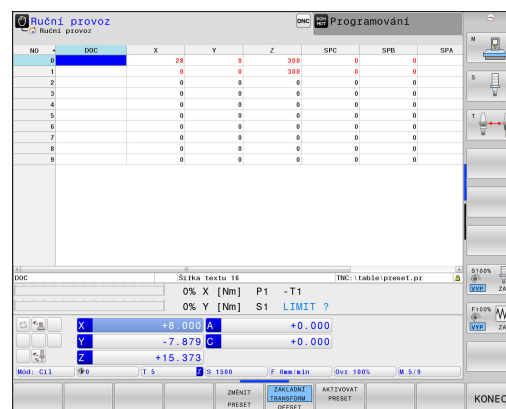 Ruční provoz DNC PGM MGT Programování
Ruční provoz
NO DOC X Y Z SPC SPB SPA
0 28 0 300 0 0
1 0 0 300 0 0
2 0 0 0 0 0
3 0 0 0 0 0
4 0 0 0 0 0
5 0 0 0 0 0
6 0 0 0 0 0
7 0 0 0 0 0
8 0 0 0 0 0
9 0 0 0 0 0
DOC Šířka textu 16 TNC:\table\preset.pr
0% X [Nm] P1 -T1
0% Y [Nm] S1 LIMIT ?
X +8.000 A +0.000
Y -7.879 C +0.000
Z +15.373
Mód: Cíl 0 T 5 Z S 1500 F 0mm/min Ovr 100% M 5/9
ZMĚNIT PRESET
ZÁKLADNÍ TRANSFORM. OFFSET
AKTIVOVAT PRESET
KONEC
M
S
T
S100%
VYP ZA
F100%
VYP ZA